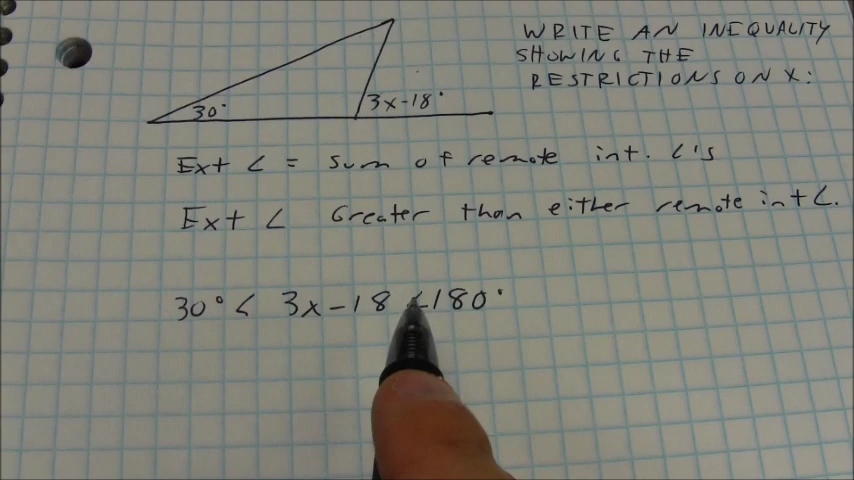 WRITE AN INEQUALITY
SHOWING THE
RESTRICTIONS ON X:
30°
3x-18°
Ext ∠ = Sum of remote int. ∠'s
Ext ∠ Greater than either remote int ∠.
30° < 3x - 18 < 180°